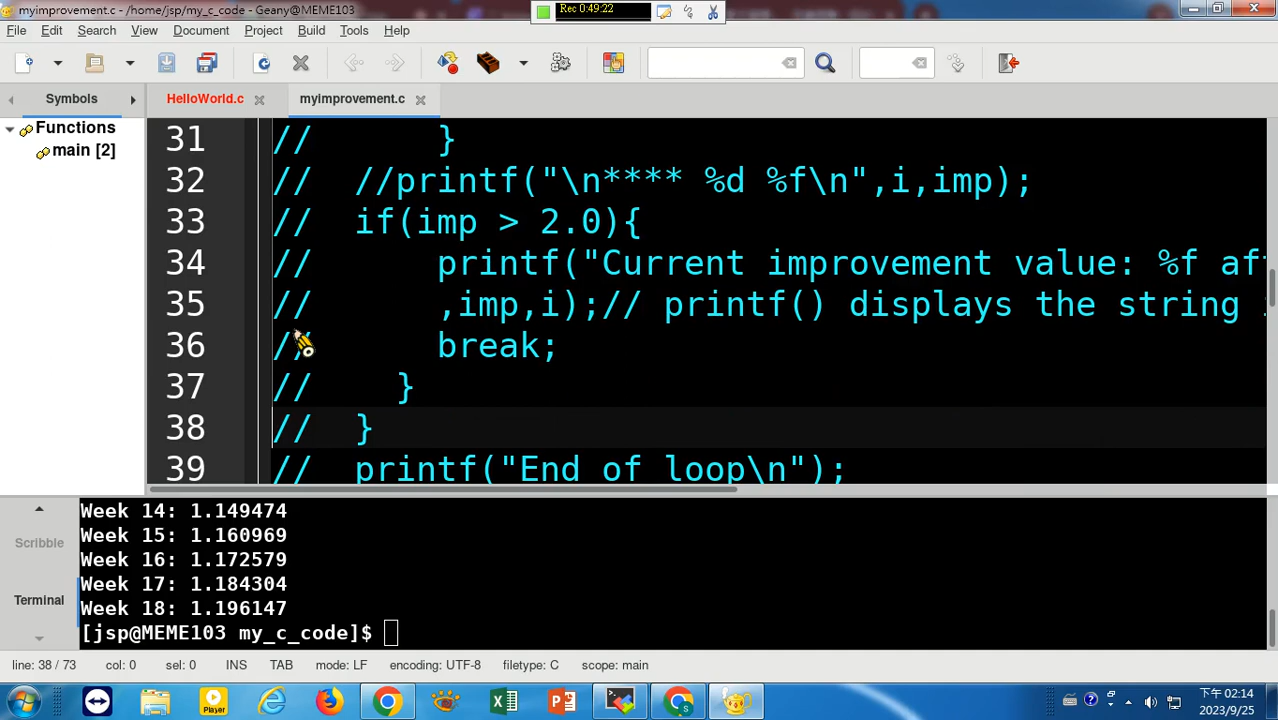 myimprovement.c - /home/jsp/my_c_code - Geany@MEME103
Rec 0:49:22
File Edit Search View Document Project Build Tools Help
Symbols HelloWorld.c myimprovement.c
Functions
main [2]
31 // }
32 // //printf("\n**** %d %f\n",i,imp);
33 // if(imp > 2.0){
34 // printf("Current improvement value: %f af
35 // ,imp,i);// printf() displays the string
36 // break;
37 // }
38 // }
39 // printf("End of loop\n");
Scribble
Terminal
Week 14: 1.149474
Week 15: 1.160969
Week 16: 1.172579
Week 17: 1.184304
Week 18: 1.196147
[jsp@MEME103 my_c_code]$
line: 38 / 73 col: 0 sel: 0 INS TAB mode: LF encoding: UTF-8 filetype: C scope: main
Player
下午 02:14
2023/9/25